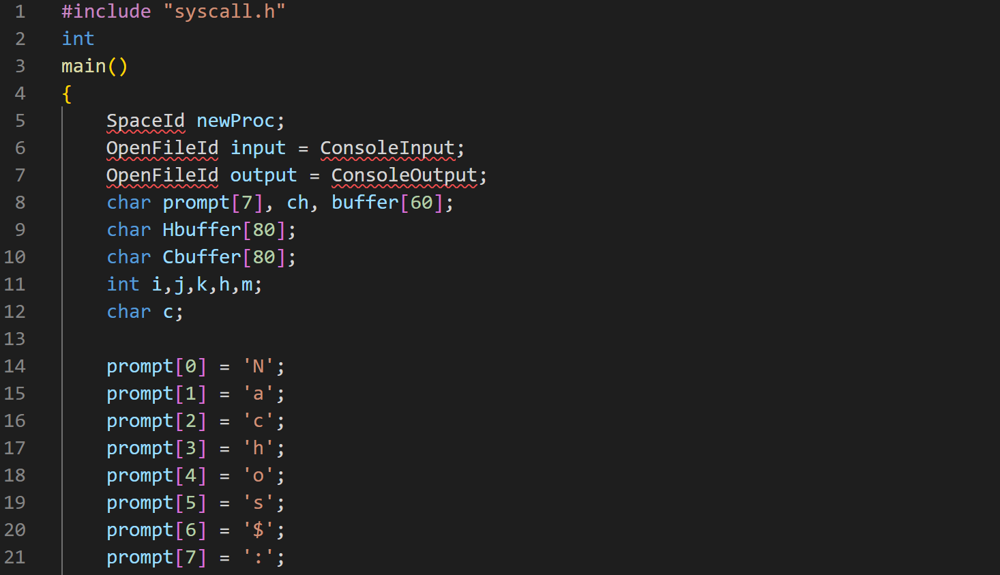 1 #include "syscall.h"
2 int
3 main()
4 {
5 SpaceId newProc;
6 OpenFileId input = ConsoleInput;
7 OpenFileId output = ConsoleOutput;
8 char prompt[7], ch, buffer[60];
9 char Hbuffer[80];
10 char Cbuffer[80];
11 int i,j,k,h,m;
12 char c;
13
14 prompt[0] = 'N';
15 prompt[1] = 'a';
16 prompt[2] = 'c';
17 prompt[3] = 'h';
18 prompt[4] = 'o';
19 prompt[5] = 's';
20 prompt[6] = '$';
21 prompt[7] = ':';